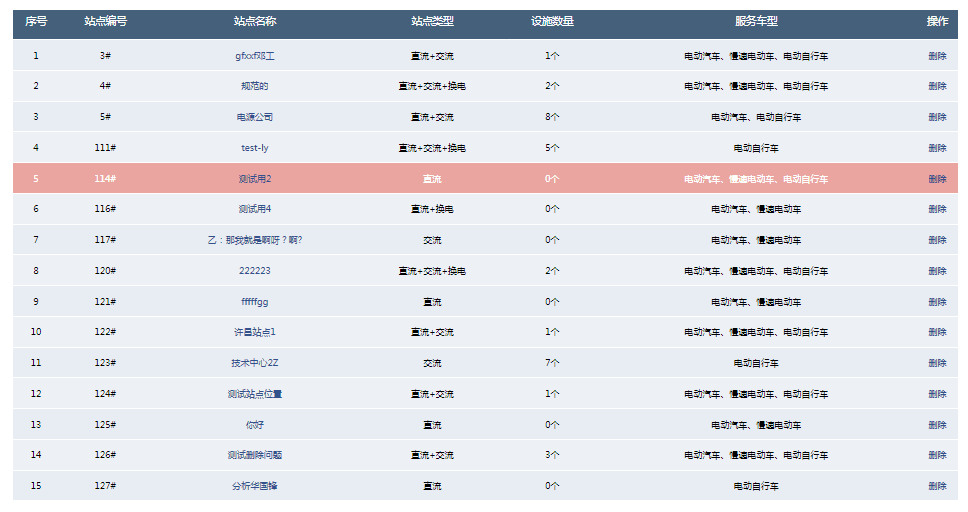 序号 站点编号 站点名称 站点类型 设施数量 服务车型 操作
1 3# gfxxf邓工 直流+交流 1个 电动汽车、慢速电动车、电动自行车 删除
2 4# 规范的 直流+交流+换电 2个 电动汽车、慢速电动车、电动自行车 删除
3 5# 电源公司 直流+交流 8个 电动汽车、电动自行车 删除
4 111# test-ly 直流+交流+换电 5个 电动自行车 删除
5 114# 测试用2 直流 0个 电动汽车、慢速电动车、电动自行车 删除
6 116# 测试用4 直流+换电 0个 电动汽车、慢速电动车 删除
7 117# 乙：那我就是啊呀？啊? 交流 0个 电动汽车、慢速电动车 删除
8 120# 222223 直流+交流+换电 2个 电动汽车、慢速电动车、电动自行车 删除
9 121# fffffgg 直流 0个 电动汽车、慢速电动车 删除
10 122# 许昌站点1 直流+交流 1个 电动汽车、慢速电动车、电动自行车 删除
11 123# 技术中心2Z 交流 7个 电动自行车 删除
12 124# 测试站点位置 直流+交流 1个 电动汽车、慢速电动车、电动自行车 删除
13 125# 你好 直流 0个 电动汽车、慢速电动车 删除
14 126# 测试删除问题 直流+交流 3个 电动汽车、慢速电动车、电动自行车 删除
15 127# 分析华国锋 直流 0个 电动自行车 删除